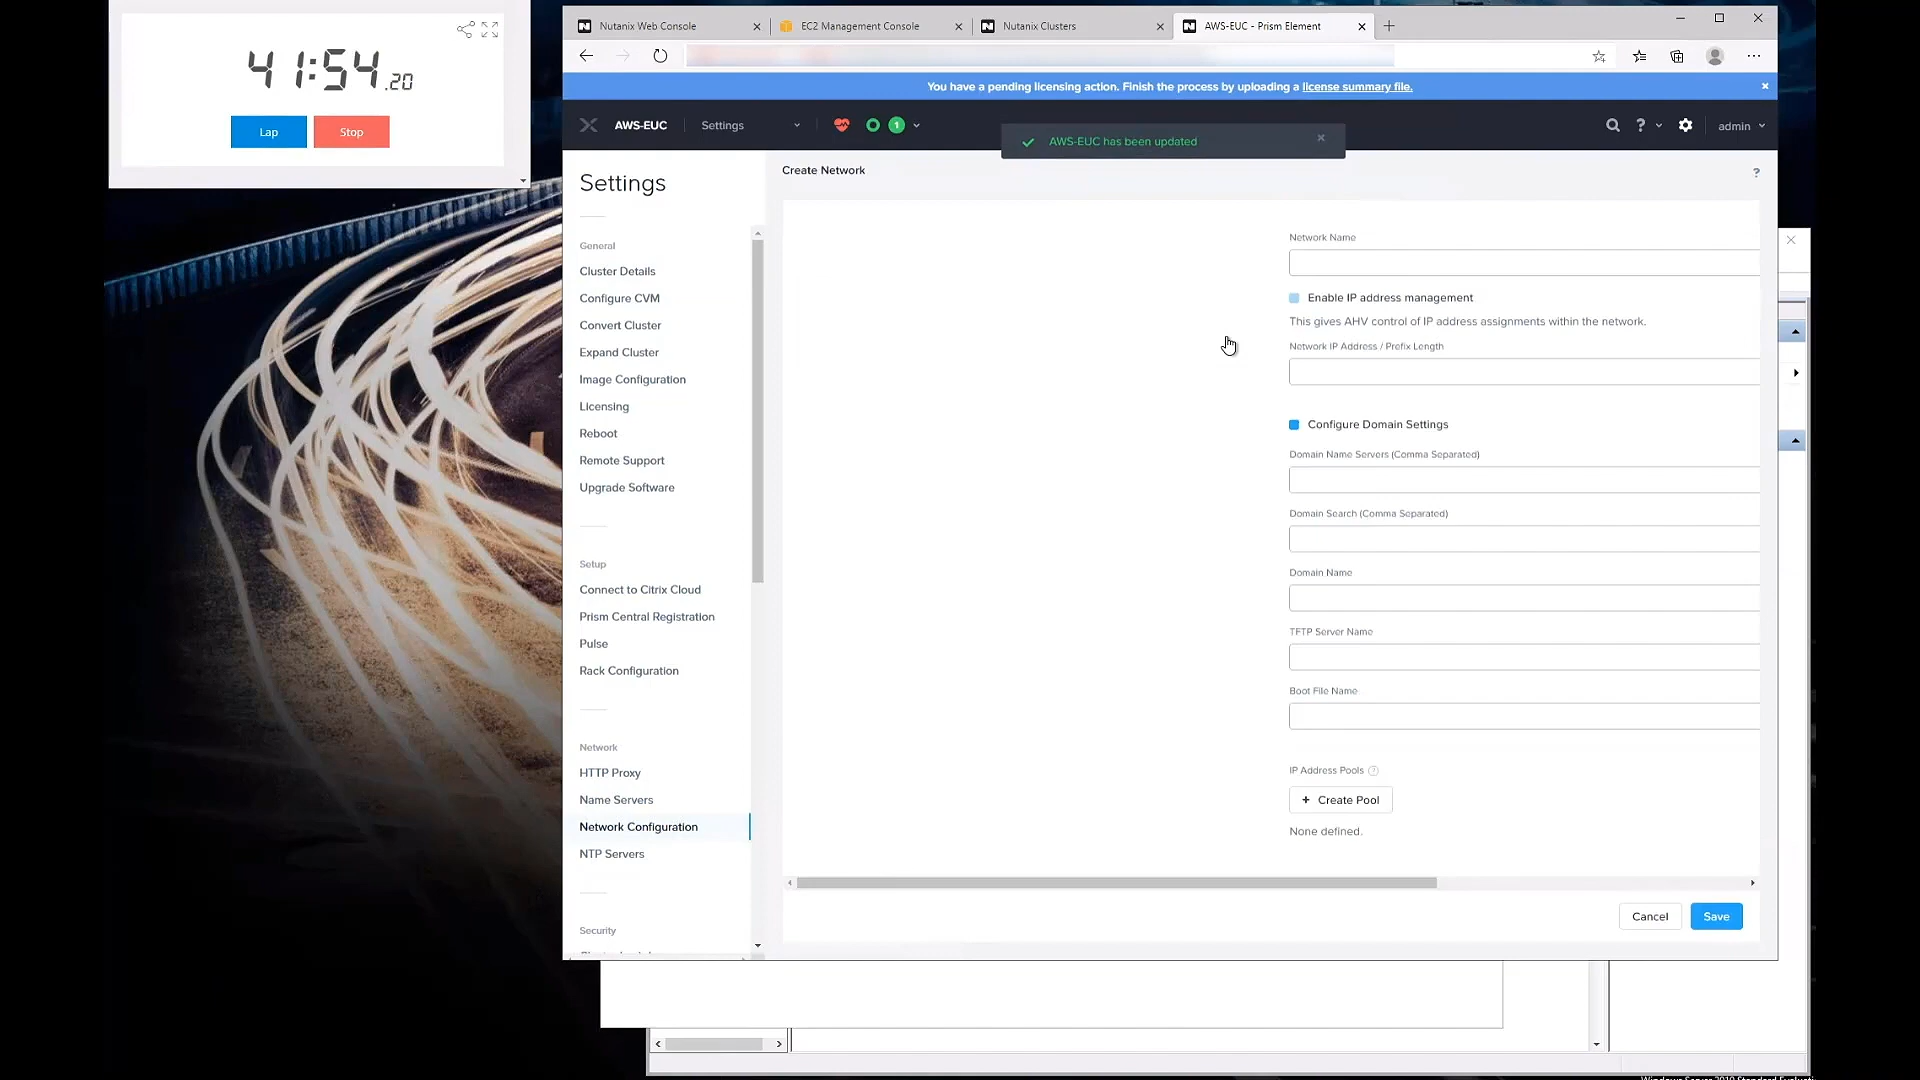 41:54.20
Lap
Stop
Nutanix Web Console
EC2 Management Console
Nutanix Clusters
AWS-EUC - Prism Element
You have a pending licensing action. Finish the process by uploading a license summary file.
AWS-EUC
Settings
1
?
admin
AWS-EUC has been updated
Settings
General
Cluster Details
Configure CVM
Convert Cluster
Expand Cluster
Image Configuration
Licensing
Reboot
Remote Support
Upgrade Software
Setup
Connect to Citrix Cloud
Prism Central Registration
Pulse
Rack Configuration
Network
HTTP Proxy
Name Servers
Network Configuration
NTP Servers
Security
Create Network
?
Network Name
Enable IP address management
This gives AHV control of IP address assignments within the network.
Network IP Address / Prefix Length
Configure Domain Settings
Domain Name Servers (Comma Separated)
Domain Search (Comma Separated)
Domain Name
TFTP Server Name
Boot File Name
IP Address Pools ?
+ Create Pool
None defined.
Cancel
Save